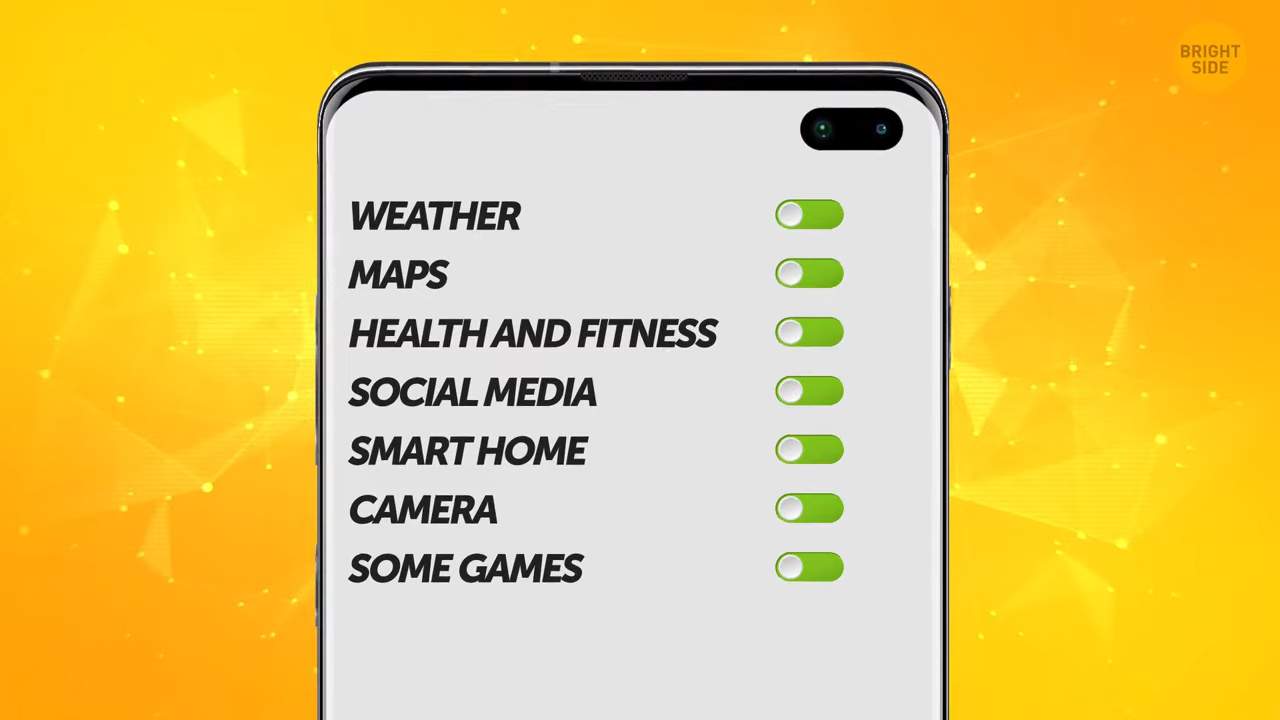 BRIGHT
SIDE
WEATHER
MAPS
HEALTH AND FITNESS
SOCIAL MEDIA
SMART HOME
CAMERA
SOME GAMES